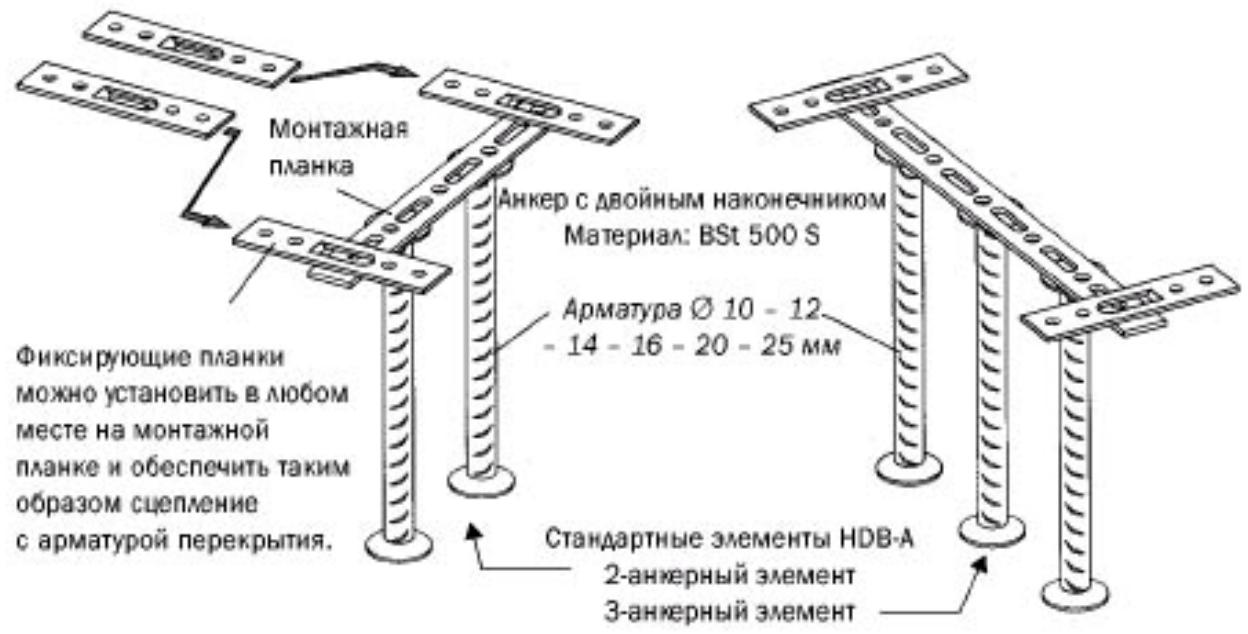 Монтажная
планка
Анкер с двойным наконечником
Материал: BSt 500 S
Арматура Ø 10 – 12
– 14 – 16 – 20 – 25 мм
Фиксирующие планки
можно установить в любом
месте на монтажной
планке и обеспечить таким
образом сцепление
с арматурой перекрытия.
Стандартные элементы HDB-A
2-анкерный элемент
3-анкерный элемент